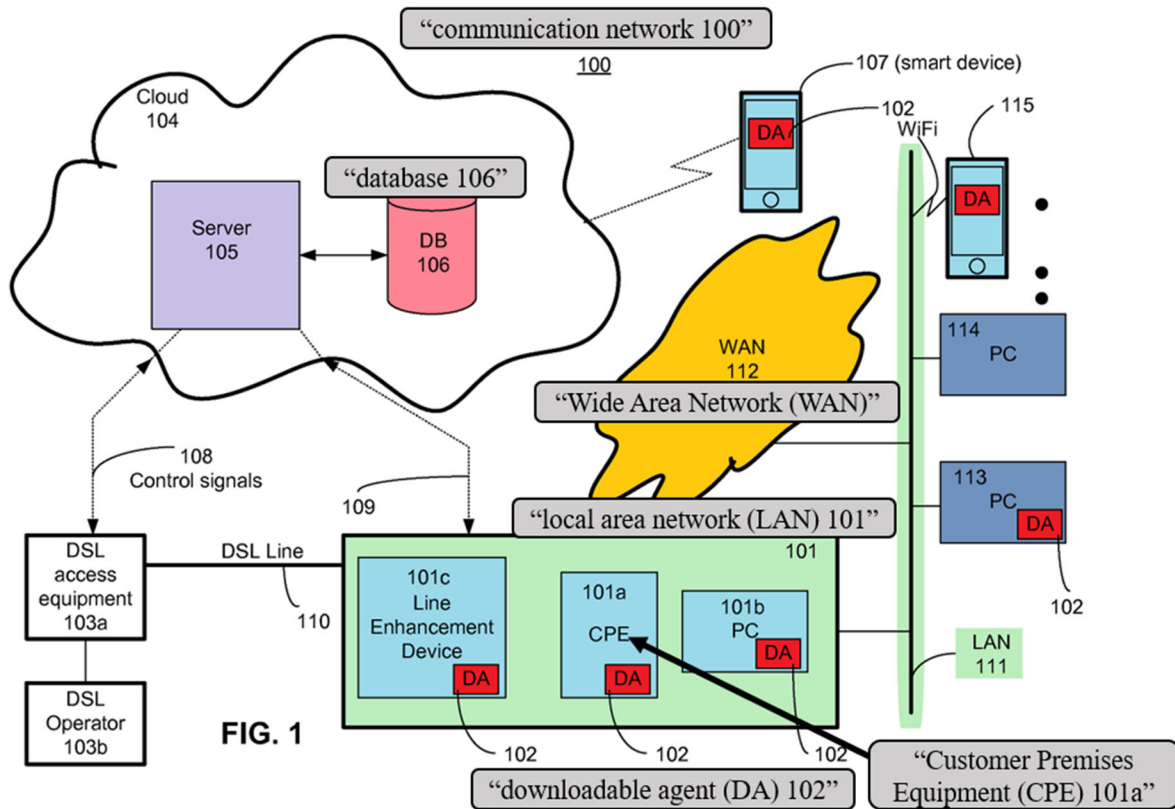 “communication network 100”
100
107 (smart device)
Cloud
104
102
115
DA
WiFi
“database 106”
DA
Server
105
DB
106
114
PC
WAN
112
“Wide Area Network (WAN)”
108
Control signals
109
113
PC
DA
“local area network (LAN) 101”
102
DSL
access
equipment
103a
DSL Line
110
101
101c
Line
Enhancement
Device
DA
101a
CPE
DA
101b
PC
DA
LAN
111
DSL
Operator
103b
FIG. 1
102
102
102
“downloadable agent (DA) 102”
“Customer Premises
Equipment (CPE) 101a”